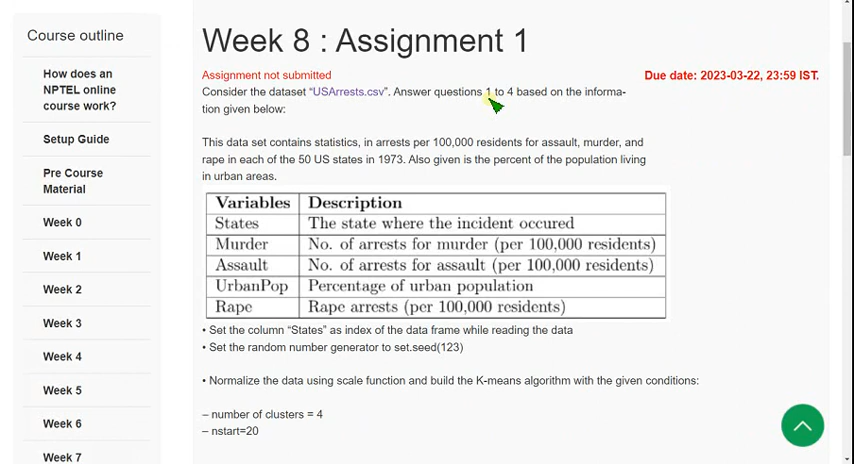 Course outline
How does an
NPTEL online
course work?
Setup Guide
Pre Course
Material
Week 0
Week 1
Week 2
Week 3
Week 4
Week 5
Week 6
Week 7
Week 8 : Assignment 1
Assignment not submitted
Due date: 2023-03-22, 23:59 IST.
Consider the dataset “USArrests.csv”. Answer questions 1 to 4 based on the informa-
tion given below:
This data set contains statistics, in arrests per 100,000 residents for assault, murder, and
rape in each of the 50 US states in 1973. Also given is the percent of the population living
in urban areas.
Variables Description
States The state where the incident occured
Murder No. of arrests for murder (per 100,000 residents)
Assault No. of arrests for assault (per 100,000 residents)
UrbanPop Percentage of urban population
Rape Rape arrests (per 100,000 residents)
• Set the column “States” as index of the data frame while reading the data
• Set the random number generator to set.seed(123)
• Normalize the data using scale function and build the K-means algorithm with the given conditions:
– number of clusters = 4
– nstart=20